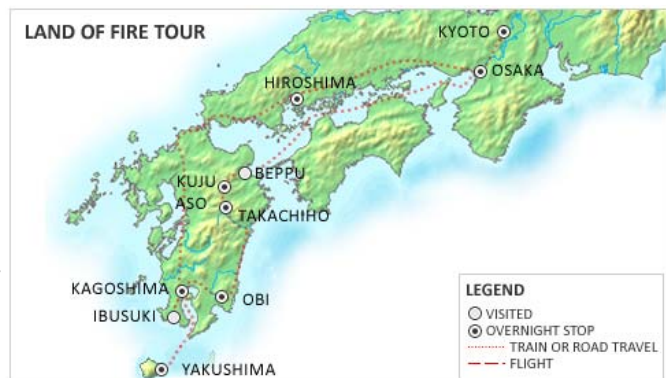 LAND OF FIRE TOUR
KYOTO
OSAKA
HIROSHIMA
BEPPU
KUJU
ASO
TAKACHIHO
KAGOSHIMA
OBI
IBUSUKI
YAKUSHIMA
LEGEND
VISITED
OVERNIGHT STOP
TRAIN OR ROAD TRAVEL
FLIGHT